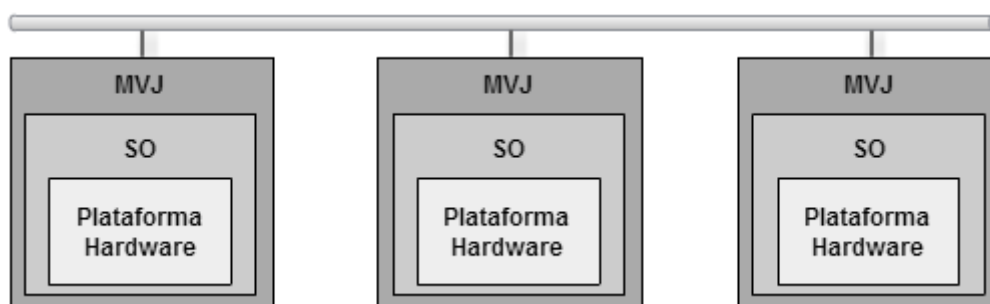 MVJ
SO
Plataforma
Hardware
MVJ
SO
Plataforma
Hardware
MVJ
SO
Plataforma
Hardware